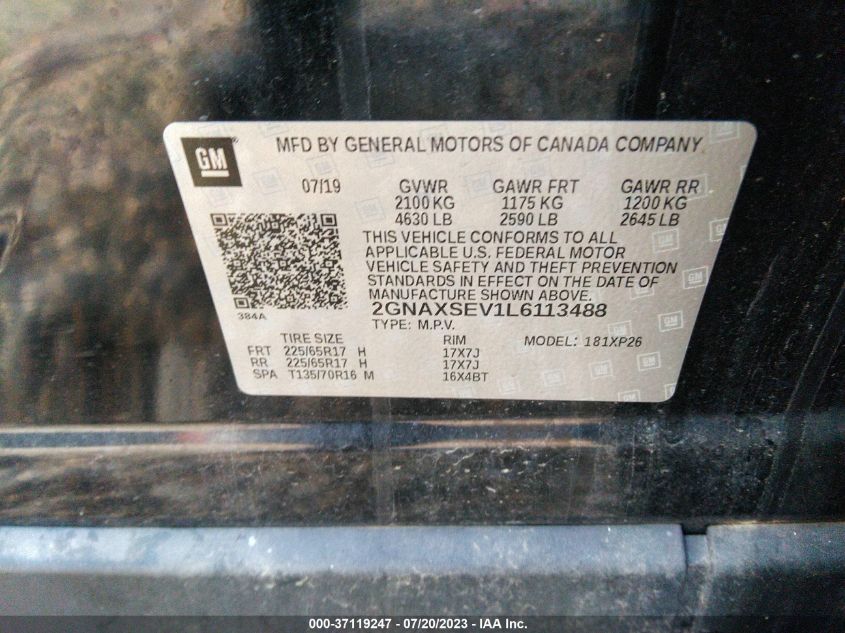 GM
MFD BY GENERAL MOTORS OF CANADA COMPANY
07/19 GVWR GAWR FRT GAWR RR
2100 KG 1175 KG 1200 KG
4630 LB 2590 LB 2645 LB
THIS VEHICLE CONFORMS TO ALL
APPLICABLE U.S. FEDERAL MOTOR
VEHICLE SAFETY AND THEFT PREVENTION
STANDARDS IN EFFECT ON THE DATE OF
MANUFACTURE SHOWN ABOVE.
384A 2GNAXSEV1L6113488
TYPE: M.P.V.
TIRE SIZE RIM MODEL: 181XP26
FRT 225/65R17 H 17X7J
RR 225/65R17 H 17X7J
SPA T135/70R16 M 16X4BT
000-37119247 - 07/20/2023 - IAA Inc.